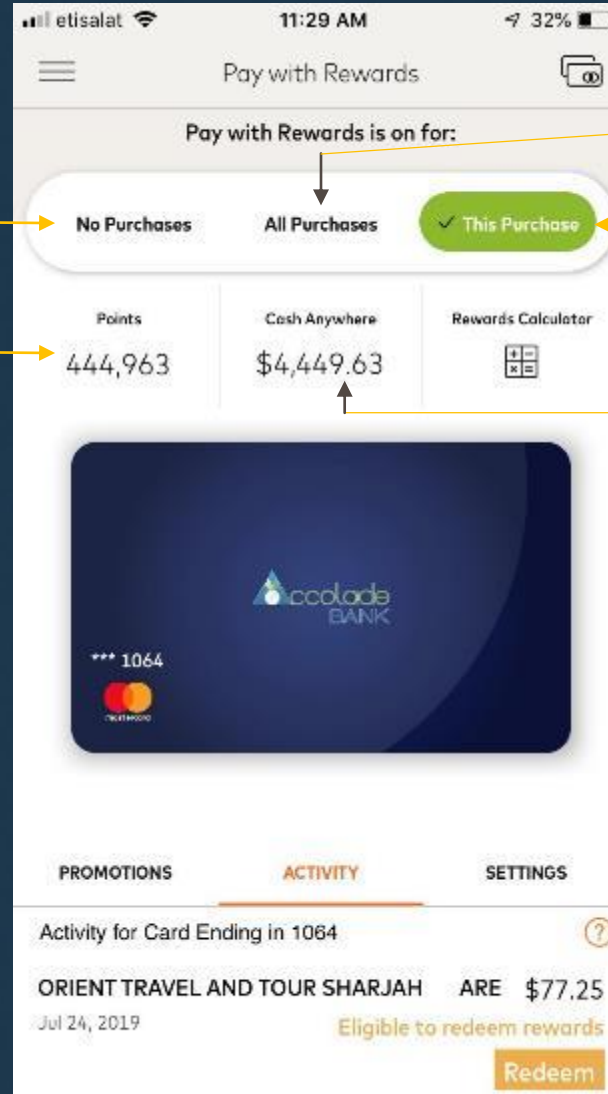 etisalat 11:29 AM 32%
Pay with Rewards
Pay with Rewards is on for:
No Purchases All Purchases ✓ This Purchase
Points Cash Anywhere Rewards Calculator
444,963 $4,449.63
Accolade
BANK
*** 1064
mastercard
PROMOTIONS ACTIVITY SETTINGS
Activity for Card Ending in 1064 ?
ORIENT TRAVEL AND TOUR SHARJAH ARE $77.25
Jul 24, 2019 Eligible to redeem rewards
Redeem